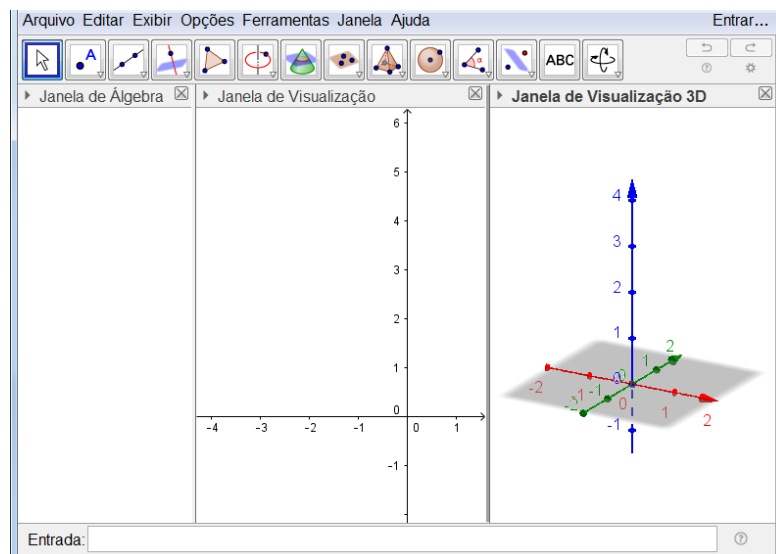 Arquivo Editar Exibir Opções Ferramentas Janela Ajuda Entrar...
A α ABC
Janela de Álgebra Janela de Visualização Janela de Visualização 3D
6
5
4
3
2
1
0
-4 -3 -2 -1 0 1
-1
4
3
2
1
0
-1
-2 -1 0 1 2
-2 -1 0 1 2
Entrada: